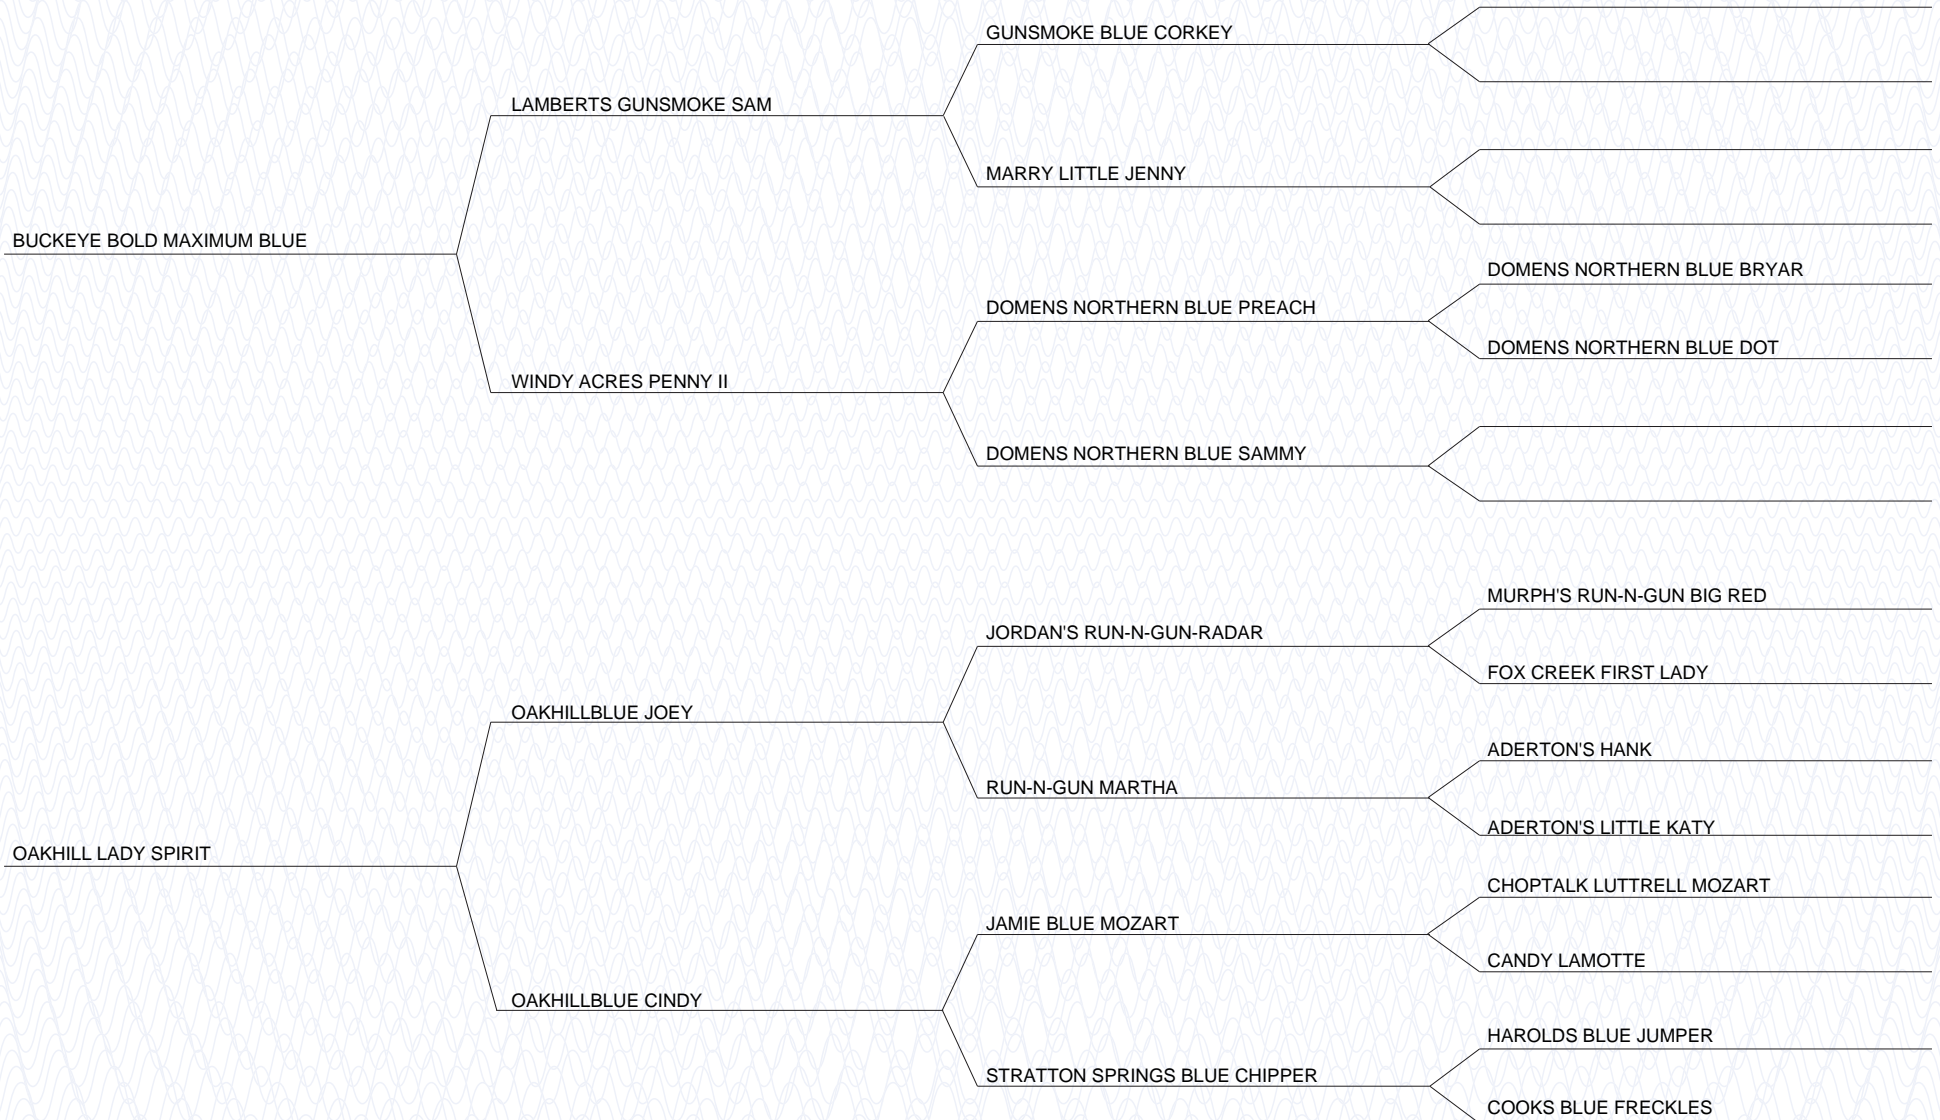 GUNSMOKE BLUE CORKEY
LAMBERTS GUNSMOKE SAM
MARRY LITTLE JENNY
BUCKEYE BOLD MAXIMUM BLUE
DOMENS NORTHERN BLUE BRYAR
DOMENS NORTHERN BLUE PREACH
DOMENS NORTHERN BLUE DOT
WINDY ACRES PENNY II
DOMENS NORTHERN BLUE SAMMY
MURPH'S RUN-N-GUN BIG RED
JORDAN'S RUN-N-GUN-RADAR
FOX CREEK FIRST LADY
OAKHILLBLUE JOEY
ADERTON'S HANK
RUN-N-GUN MARTHA
ADERTON'S LITTLE KATY
OAKHILL LADY SPIRIT
CHOPTALK LUTTRELL MOZART
JAMIE BLUE MOZART
CANDY LAMOTTE
OAKHILLBLUE CINDY
HAROLDS BLUE JUMPER
STRATTON SPRINGS BLUE CHIPPER
COOKS BLUE FRECKLES